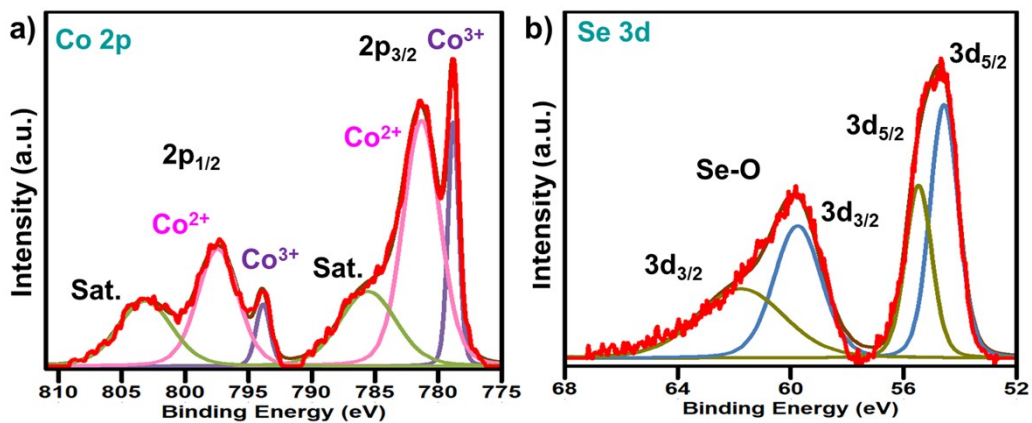 a) Co 2p
2p3/2 Co3+
Co2+
2p1/2
Co2+
Co3+
Sat.
Sat.
Intensity (a.u.)
810 805 800 795 790 785 780 775
Binding Energy (eV)
b) Se 3d
3d5/2
3d5/2
Se-O
3d3/2
3d3/2
Intensity (a.u.)
68 64 60 56 52
Binding Energy (eV)